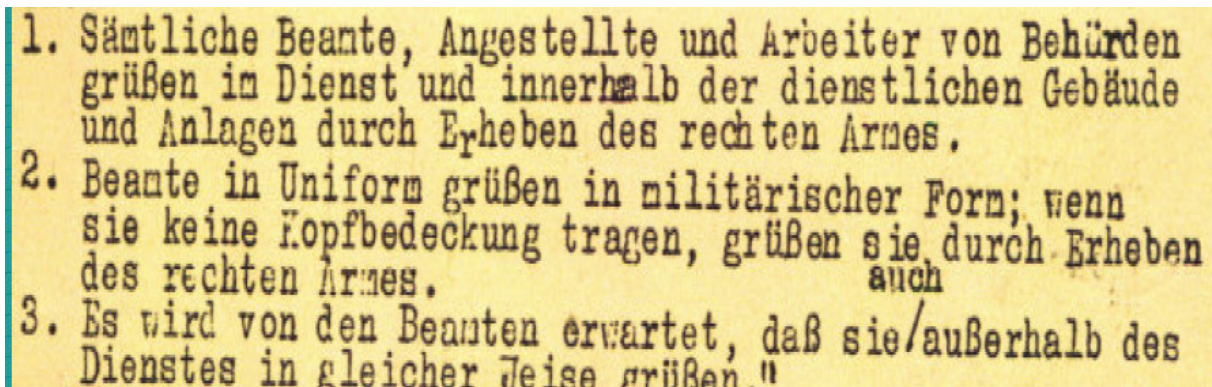 1. Sämtliche Beamte, Angestellte und Arbeiter von Behörden
grüßen im Dienst und innerhalb der dienstlichen Gebäude
und Anlagen durch Erheben des rechten Armes.
2. Beamte in Uniform grüßen in militärischer Form; wenn
sie keine Kopfbedeckung tragen, grüßen sie durch Erheben
des rechten Armes.
auch
3. Es wird von den Beamten erwartet, daß sie/außerhalb des
Dienstes in gleicher Weise grüßen."